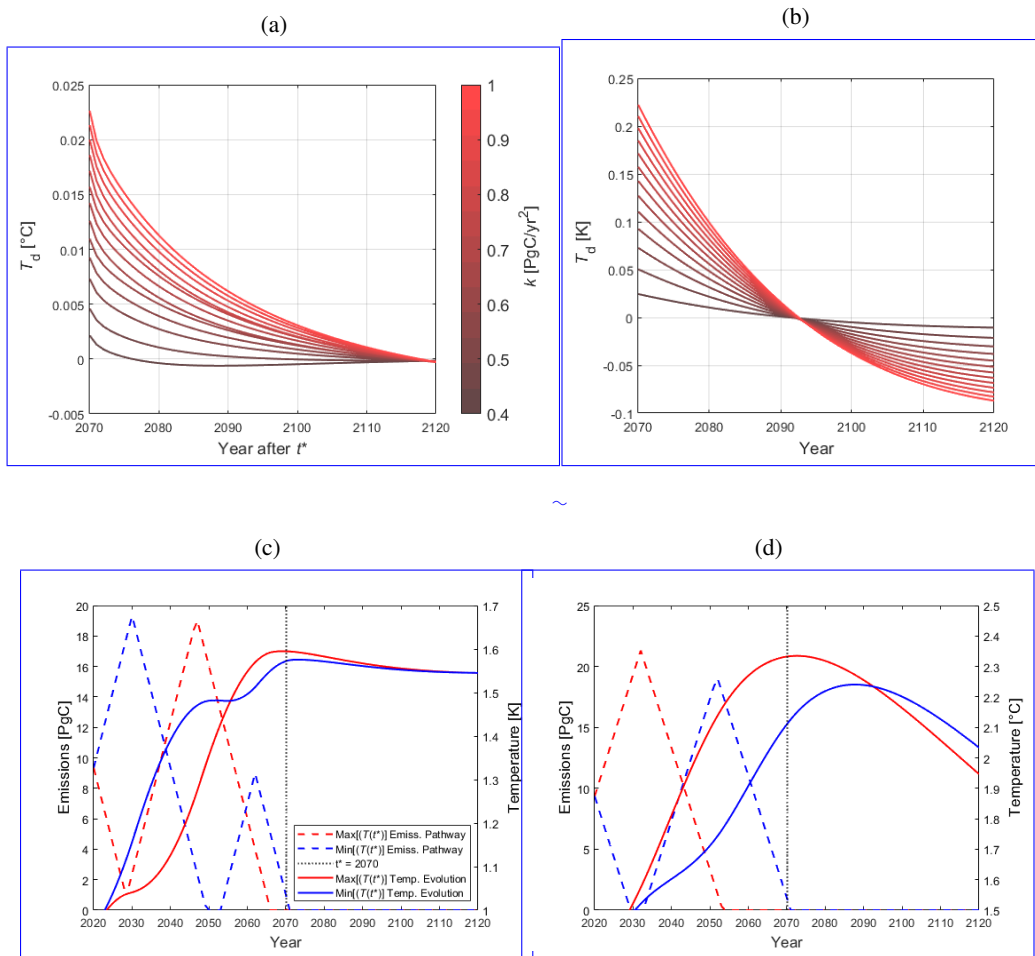 (a)
(b)
0.025
0.02
0.015
0.01
0.005
0
-0.005
T_d [°C]
2070 2080 2090 2100 2110 2120
Year after t*
1
0.9
0.8
0.7
0.6
0.5
0.4
k [PgC/yr²]
0.25
0.2
0.15
0.1
0.05
0
-0.05
-0.1
T_d [K]
2070 2080 2090 2100 2110 2120
Year
~
(c)
(d)
20
18
16
14
12
10
8
6
4
2
0
Emissions [PgC]
1.7
1.6
1.5
1.4
1.3
1.2
1.1
1
Temperature [K]
Max[(T(t*)] Emiss. Pathway
Min[(T(t*)] Emiss. Pathway
t* = 2070
Max[(T(t*)] Temp. Evolution
Min[(T(t*)] Temp. Evolution
2020 2030 2040 2050 2060 2070 2080 2090 2100 2110 2120
Year
25
20
15
10
5
0
Emissions [PgC]
2.5
2.4
2.3
2.2
2.1
2
1.9
1.8
1.7
1.6
1.5
Temperature [°C]
2020 2030 2040 2050 2060 2070 2080 2090 2100 2110 2120
Year